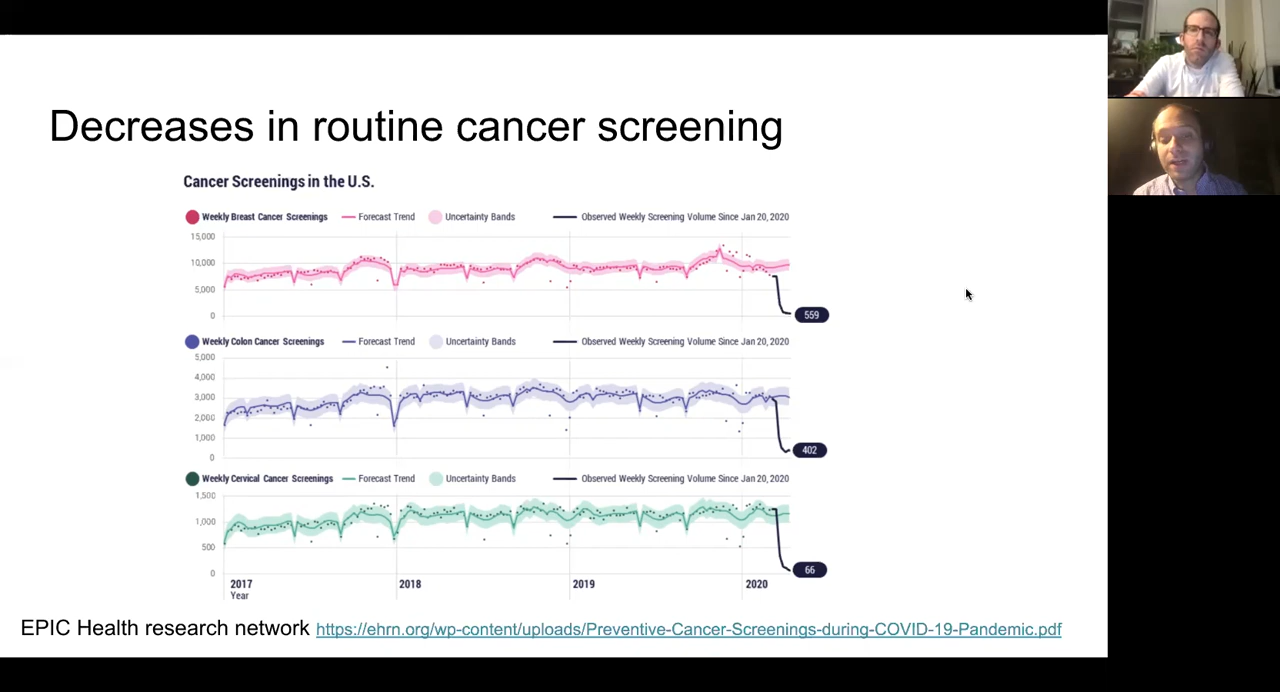 Decreases in routine cancer screening
Cancer Screenings in the U.S.
Weekly Breast Cancer Screenings Forecast Trend Uncertainty Bands Observed Weekly Screening Volume Since Jan 20, 2020
15,000
10,000
5,000
0
559
Weekly Colon Cancer Screenings Forecast Trend Uncertainty Bands Observed Weekly Screening Volume Since Jan 20, 2020
5,000
4,000
3,000
2,000
1,000
0
402
Weekly Cervical Cancer Screenings Forecast Trend Uncertainty Bands Observed Weekly Screening Volume Since Jan 20, 2020
1,500
1,000
500
0
66
2017 2018 2019 2020
Year
EPIC Health research network https://ehrn.org/wp-content/uploads/Preventive-Cancer-Screenings-during-COVID-19-Pandemic.pdf